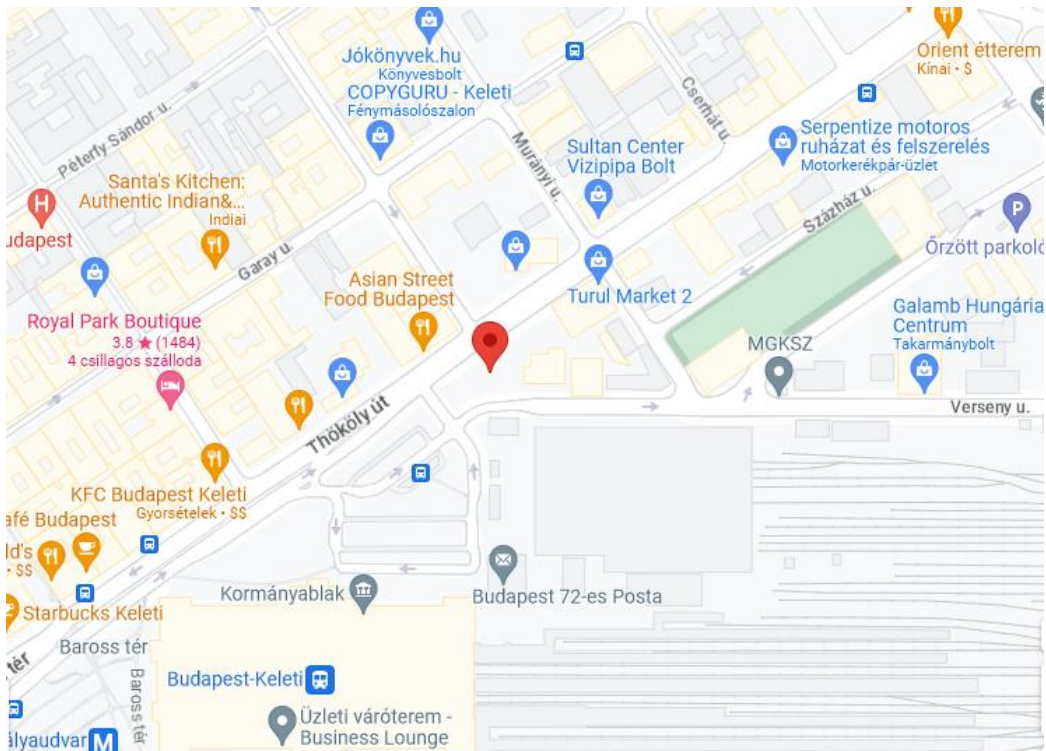 Jókönyvek.hu
Könyvesbolt
COPYGURU - Keleti
Fénymásolószalon
Orient étterem
Kínai • $
Péterfy Sándor u.
Murányi u.
Cserhát u.
Serpentize motoros
ruházat és felszerelés
Motorkerékpár-üzlet
Sultan Center
Vizipipa Bolt
Santa's Kitchen:
Authentic Indian&...
Indiai
H
udapest
Garay u.
Százház u.
P
Őrzött parkoló
Asian Street
Food Budapest
Turul Market 2
Royal Park Boutique
3.8 ★ (1484)
4 csillagos szálloda
MGKSZ
Galamb Hungária
Centrum
Takarmánybolt
Thököly út
Verseny u.
KFC Budapest Keleti
Gyorsételek • $$
afé Budapest
ld's
• $$
Starbucks Keleti
Kormányablak
Budapest 72-es Posta
Baross tér
tér
Baross tér
Budapest-Keleti
Üzleti váróterem -
Business Lounge
ályaudvar M